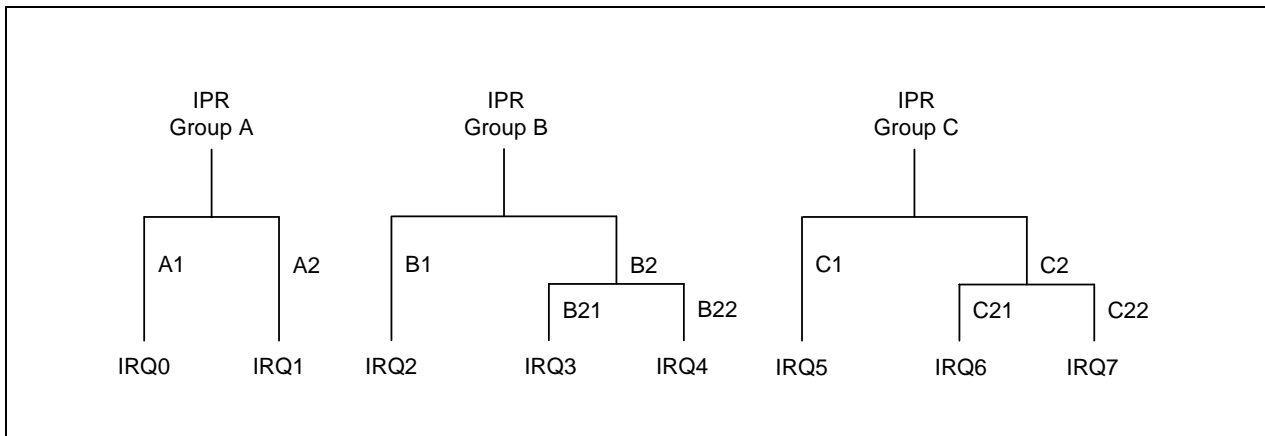 IPR
Group A
IPR
Group B
IPR
Group C
A1
A2
B1
B2
C1
C2
B21
B22
C21
C22
IRQ0
IRQ1
IRQ2
IRQ3
IRQ4
IRQ5
IRQ6
IRQ7